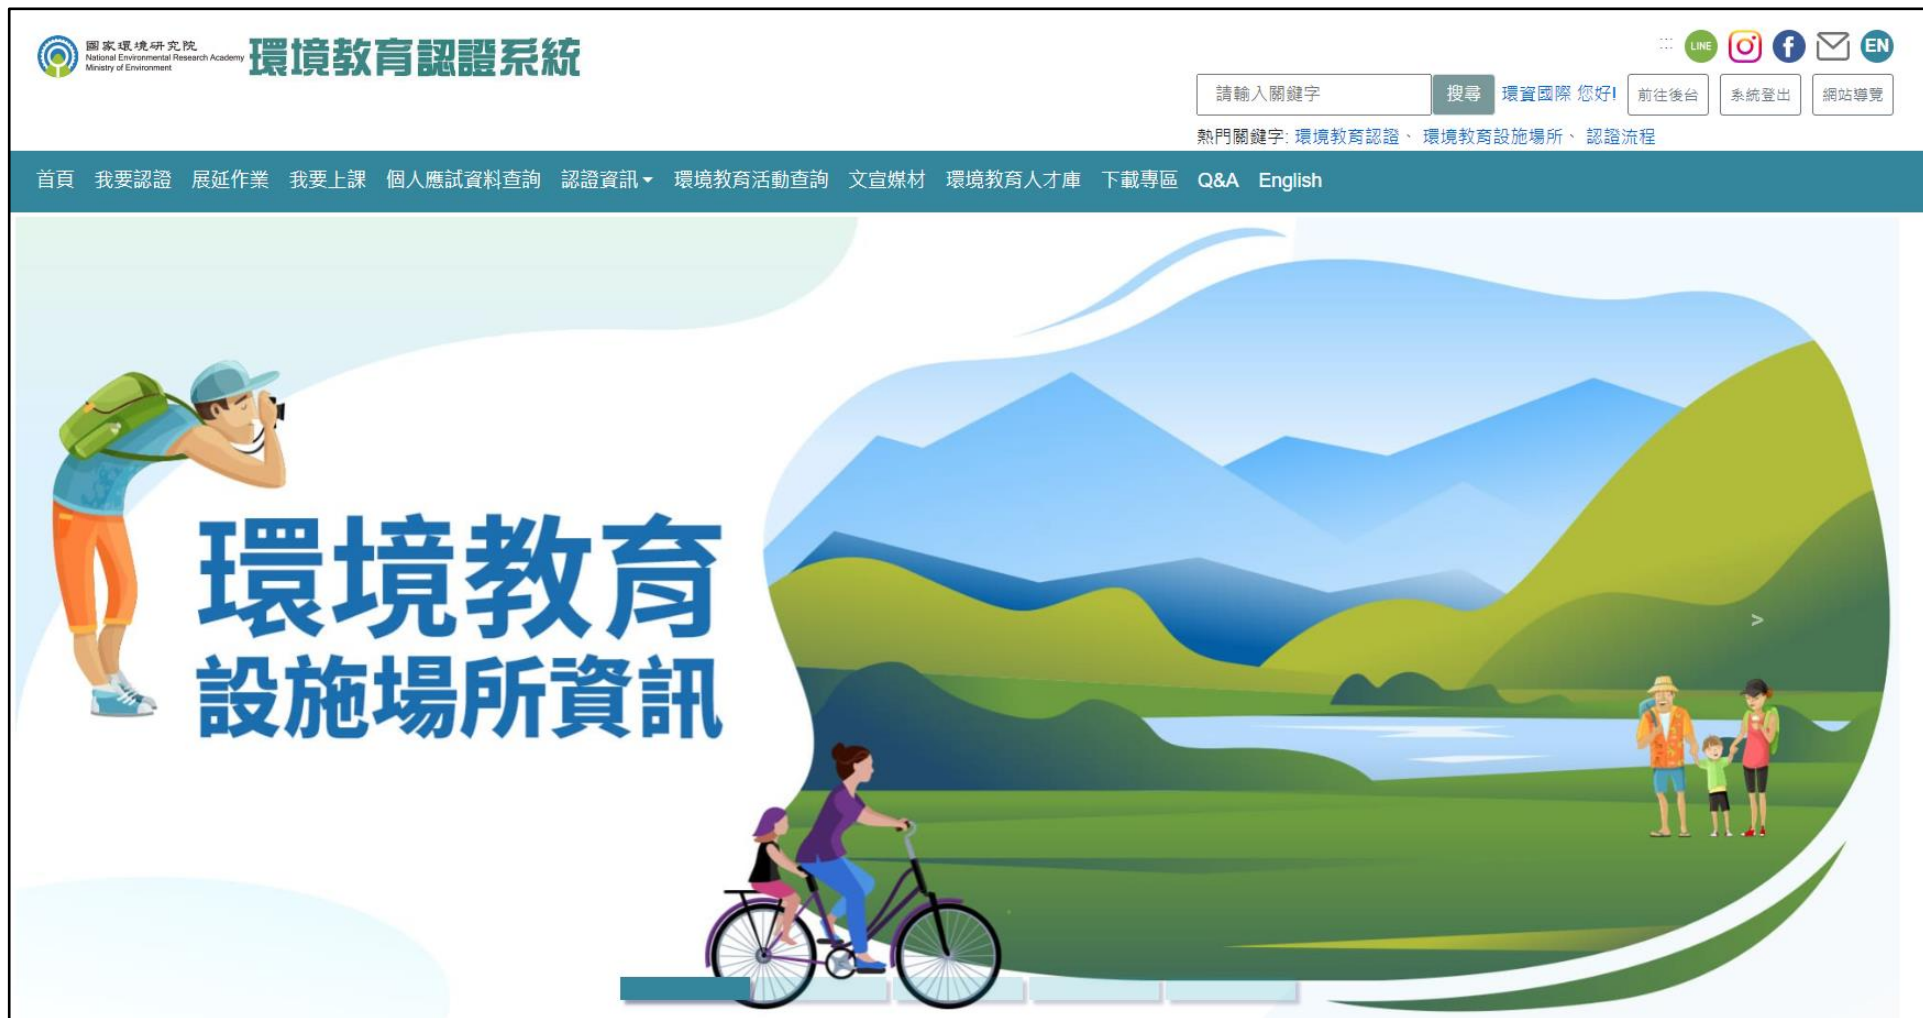 國家環境研究院
National Environmental Research Academy
Ministry of Environment
環境教育認證系統
::: LINE f EN
請輸入關鍵字 搜尋 環資國際 您好! 前往後台 系統登出 網站導覽
熱門關鍵字: 環境教育認證、 環境教育設施場所、 認證流程
首頁 我要認證 展延作業 我要上課 個人應試資料查詢 認證資訊 環境教育活動查詢 文宣媒材 環境教育人才庫 下載專區 Q&A English
環境教育
設施場所資訊
>